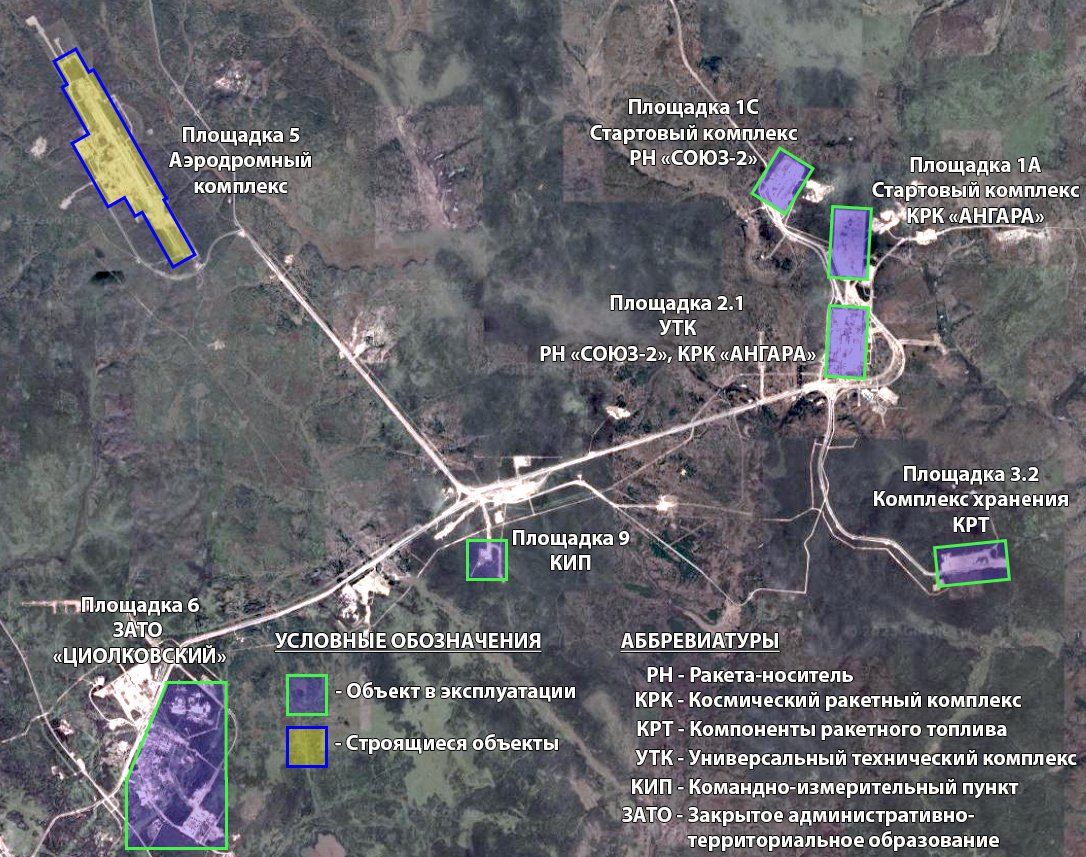 Площадка 5
Аэродромный
комплекс
Площадка 1С
Стартовый комплекс
РН «СОЮЗ-2»
Площадка 1А
Стартовый комплекс
КРК «АНГАРА»
Площадка 2.1
УТК
РН «СОЮЗ-2», КРК «АНГАРА»
Площадка 3.2
Комплекс хранения
КРТ
Площадка 9
КИП
Площадка 6
ЗАТО
«ЦИОЛКОВСКИЙ»
УСЛОВНЫЕ ОБОЗНАЧЕНИЯ
- Объект в эксплуатации
- Строящиеся объекты
АББРЕВИАТУРЫ
РН - Ракета-носитель
КРК - Космический ракетный комплекс
КРТ - Компоненты ракетного топлива
УТК - Универсальный технический комплекс
КИП - Командно-измерительный пункт
ЗАТО - Закрытое административно-
территориальное образование